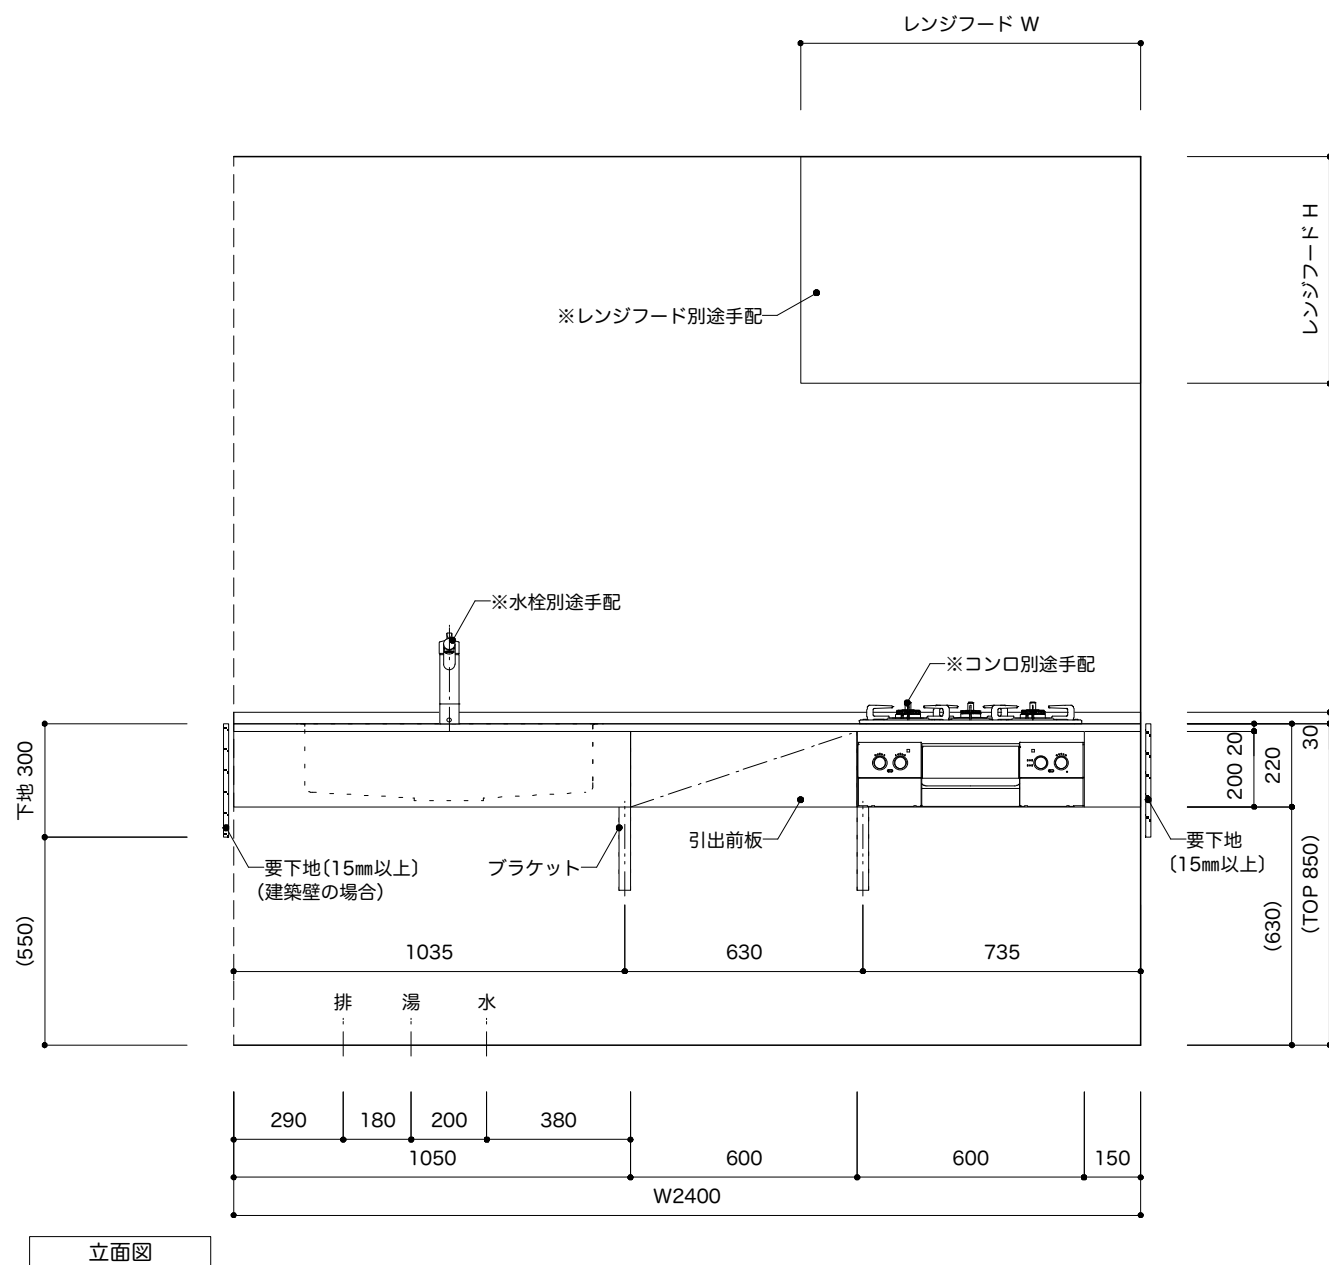 レンジフード W
レンジフード H
※レンジフード別途手配
※水栓別途手配
※コンロ別途手配
下地 300
(550)
200 20
220
30
(630)
(TOP 850)
要下地〔15㎜以上〕
(建築壁の場合)
ブラケット
引出前板
要下地
〔15㎜以上〕
1035 630 735
排 湯 水
290 180 200 380
1050 600 600 150
W2400
立面図